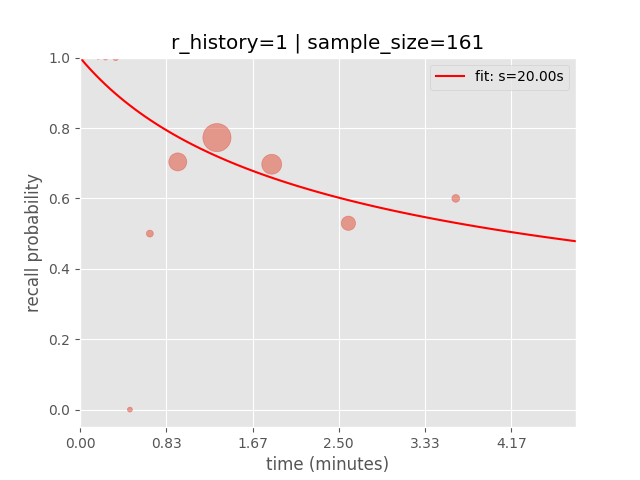 r_history=1 | sample_size=161
fit: s=20.00s
recall probability
1.0
0.8
0.6
0.4
0.2
0.0
0.00 0.83 1.67 2.50 3.33 4.17
time (minutes)